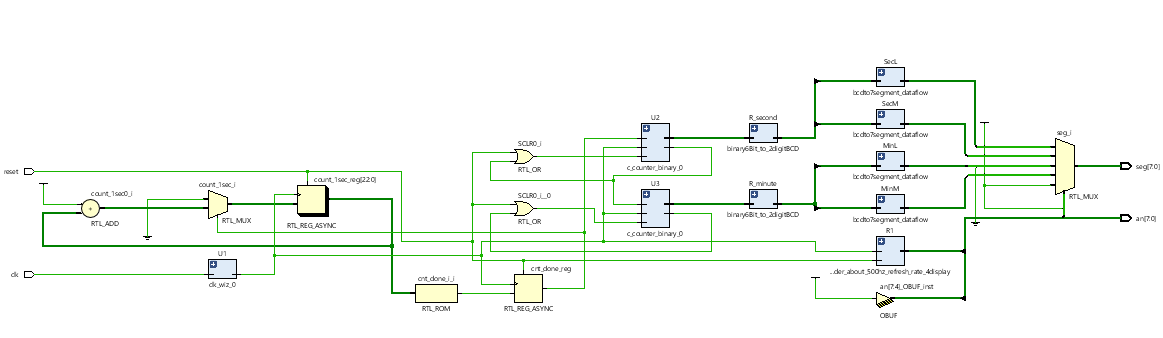 SecL
bcdto7segment_dataflow
SecM
bcdto7segment_dataflow
U2
c_counter_binary_0
R_second
binary6Bit_to_2digitBCD
SCLR0_i
RTL_OR
seg_i
RTL_MUX
seg[7:0]
MinL
bcdto7segment_dataflow
MinM
bcdto7segment_dataflow
U3
c_counter_binary_0
R_minute
binary6Bit_to_2digitBCD
SCLR0_i__0
RTL_OR
an[7:0]
reset
count_1sec0_i
RTL_ADD
count_1sec_i
RTL_MUX
count_1sec_reg[22:0]
RTL_REG_ASYNC
R1
...der_about_500hz_refresh_rate_4display
clk
U1
clk_wiz_0
cnt_done_i_i
RTL_ROM
cnt_done_reg
RTL_REG_ASYNC
an[7:4]_OBUF_inst
OBUF